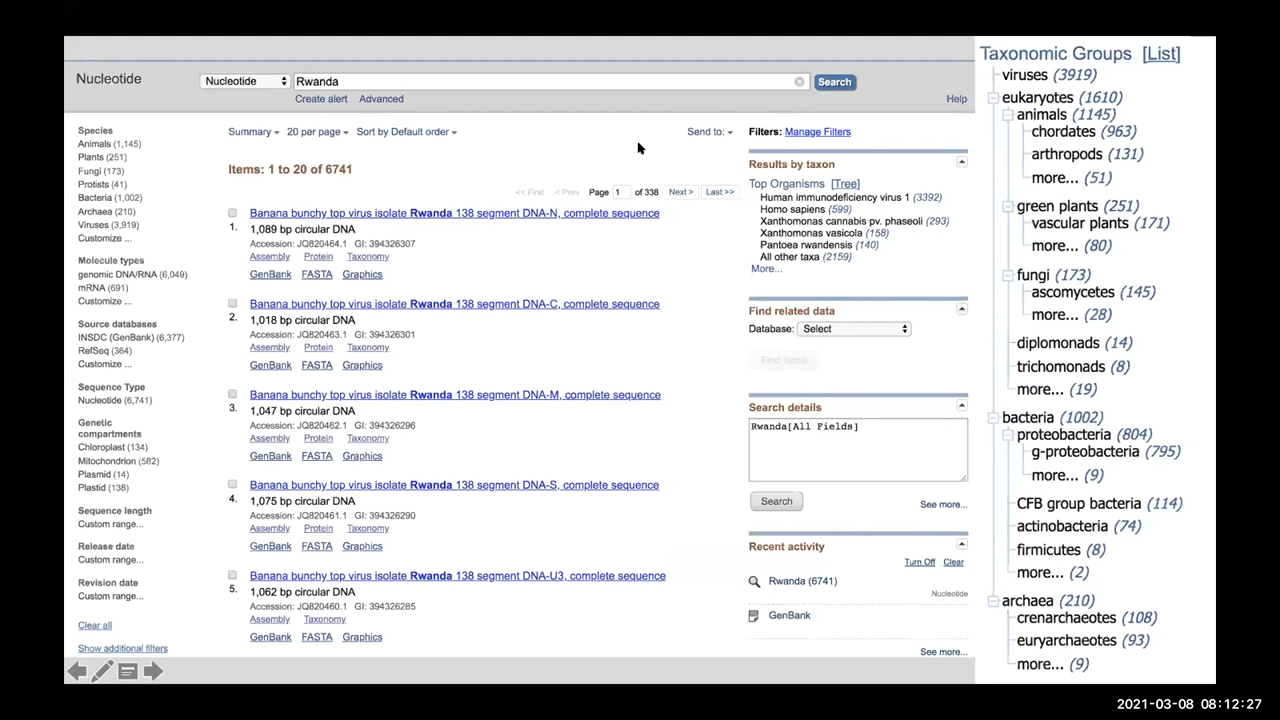 Nucleotide
Nucleotide
Rwanda
Search
Create alert
Advanced
Help
Species
Animals (1,145)
Plants (251)
Fungi (173)
Protists (41)
Bacteria (1,002)
Archaea (210)
Viruses (3,919)
Customize ...
Molecule types
genomic DNA/RNA (6,049)
mRNA (691)
Customize ...
Source databases
INSDC (GenBank) (6,377)
RefSeq (364)
Customize ...
Sequence Type
Nucleotide (6,741)
Genetic
compartments
Chloroplast (134)
Mitochondrion (582)
Plasmid (14)
Plastid (138)
Sequence length
Custom range...
Release date
Custom range...
Revision date
Custom range...
Clear all
Show additional filters
Summary
20 per page
Sort by Default order
Send to:
Items: 1 to 20 of 6741
<< First
< Prev
Page 1 of 338
Next >
Last >>
Banana bunchy top virus isolate Rwanda 138 segment DNA-N, complete sequence
1.
1,089 bp circular DNA
Accession: JQ820464.1 GI: 394326307
Assembly Protein Taxonomy
GenBank FASTA Graphics
Banana bunchy top virus isolate Rwanda 138 segment DNA-C, complete sequence
2.
1,018 bp circular DNA
Accession: JQ820463.1 GI: 394326301
Assembly Protein Taxonomy
GenBank FASTA Graphics
Banana bunchy top virus isolate Rwanda 138 segment DNA-M, complete sequence
3.
1,047 bp circular DNA
Accession: JQ820462.1 GI: 394326296
Assembly Protein Taxonomy
GenBank FASTA Graphics
Banana bunchy top virus isolate Rwanda 138 segment DNA-S, complete sequence
4.
1,075 bp circular DNA
Accession: JQ820461.1 GI: 394326290
Assembly Protein Taxonomy
GenBank FASTA Graphics
Banana bunchy top virus isolate Rwanda 138 segment DNA-U3, complete sequence
5.
1,062 bp circular DNA
Accession: JQ820460.1 GI: 394326285
Assembly Taxonomy
GenBank FASTA Graphics
Filters: Manage Filters
Results by taxon
Top Organisms [Tree]
Human immunodeficiency virus 1 (3392)
Homo sapiens (599)
Xanthomonas cannabis pv. phaseoli (293)
Xanthomonas vasicola (158)
Pantoea rwandensis (140)
All other taxa (2159)
More...
Find related data
Database: Select
Find items
Search details
Rwanda[All Fields]
Search
See more...
Recent activity
Turn Off Clear
Rwanda (6741)
Nucleotide
GenBank
See more...
Taxonomic Groups [List]
viruses (3919)
eukaryotes (1610)
animals (1145)
chordates (963)
arthropods (131)
more... (51)
green plants (251)
vascular plants (171)
more... (80)
fungi (173)
ascomycetes (145)
more... (28)
diplomonads (14)
trichomonads (8)
more... (19)
bacteria (1002)
proteobacteria (804)
g-proteobacteria (795)
more... (9)
CFB group bacteria (114)
actinobacteria (74)
firmicutes (8)
more... (2)
archaea (210)
crenarchaeotes (108)
euryarchaeotes (93)
more... (9)
2021-03-08 08:12:27